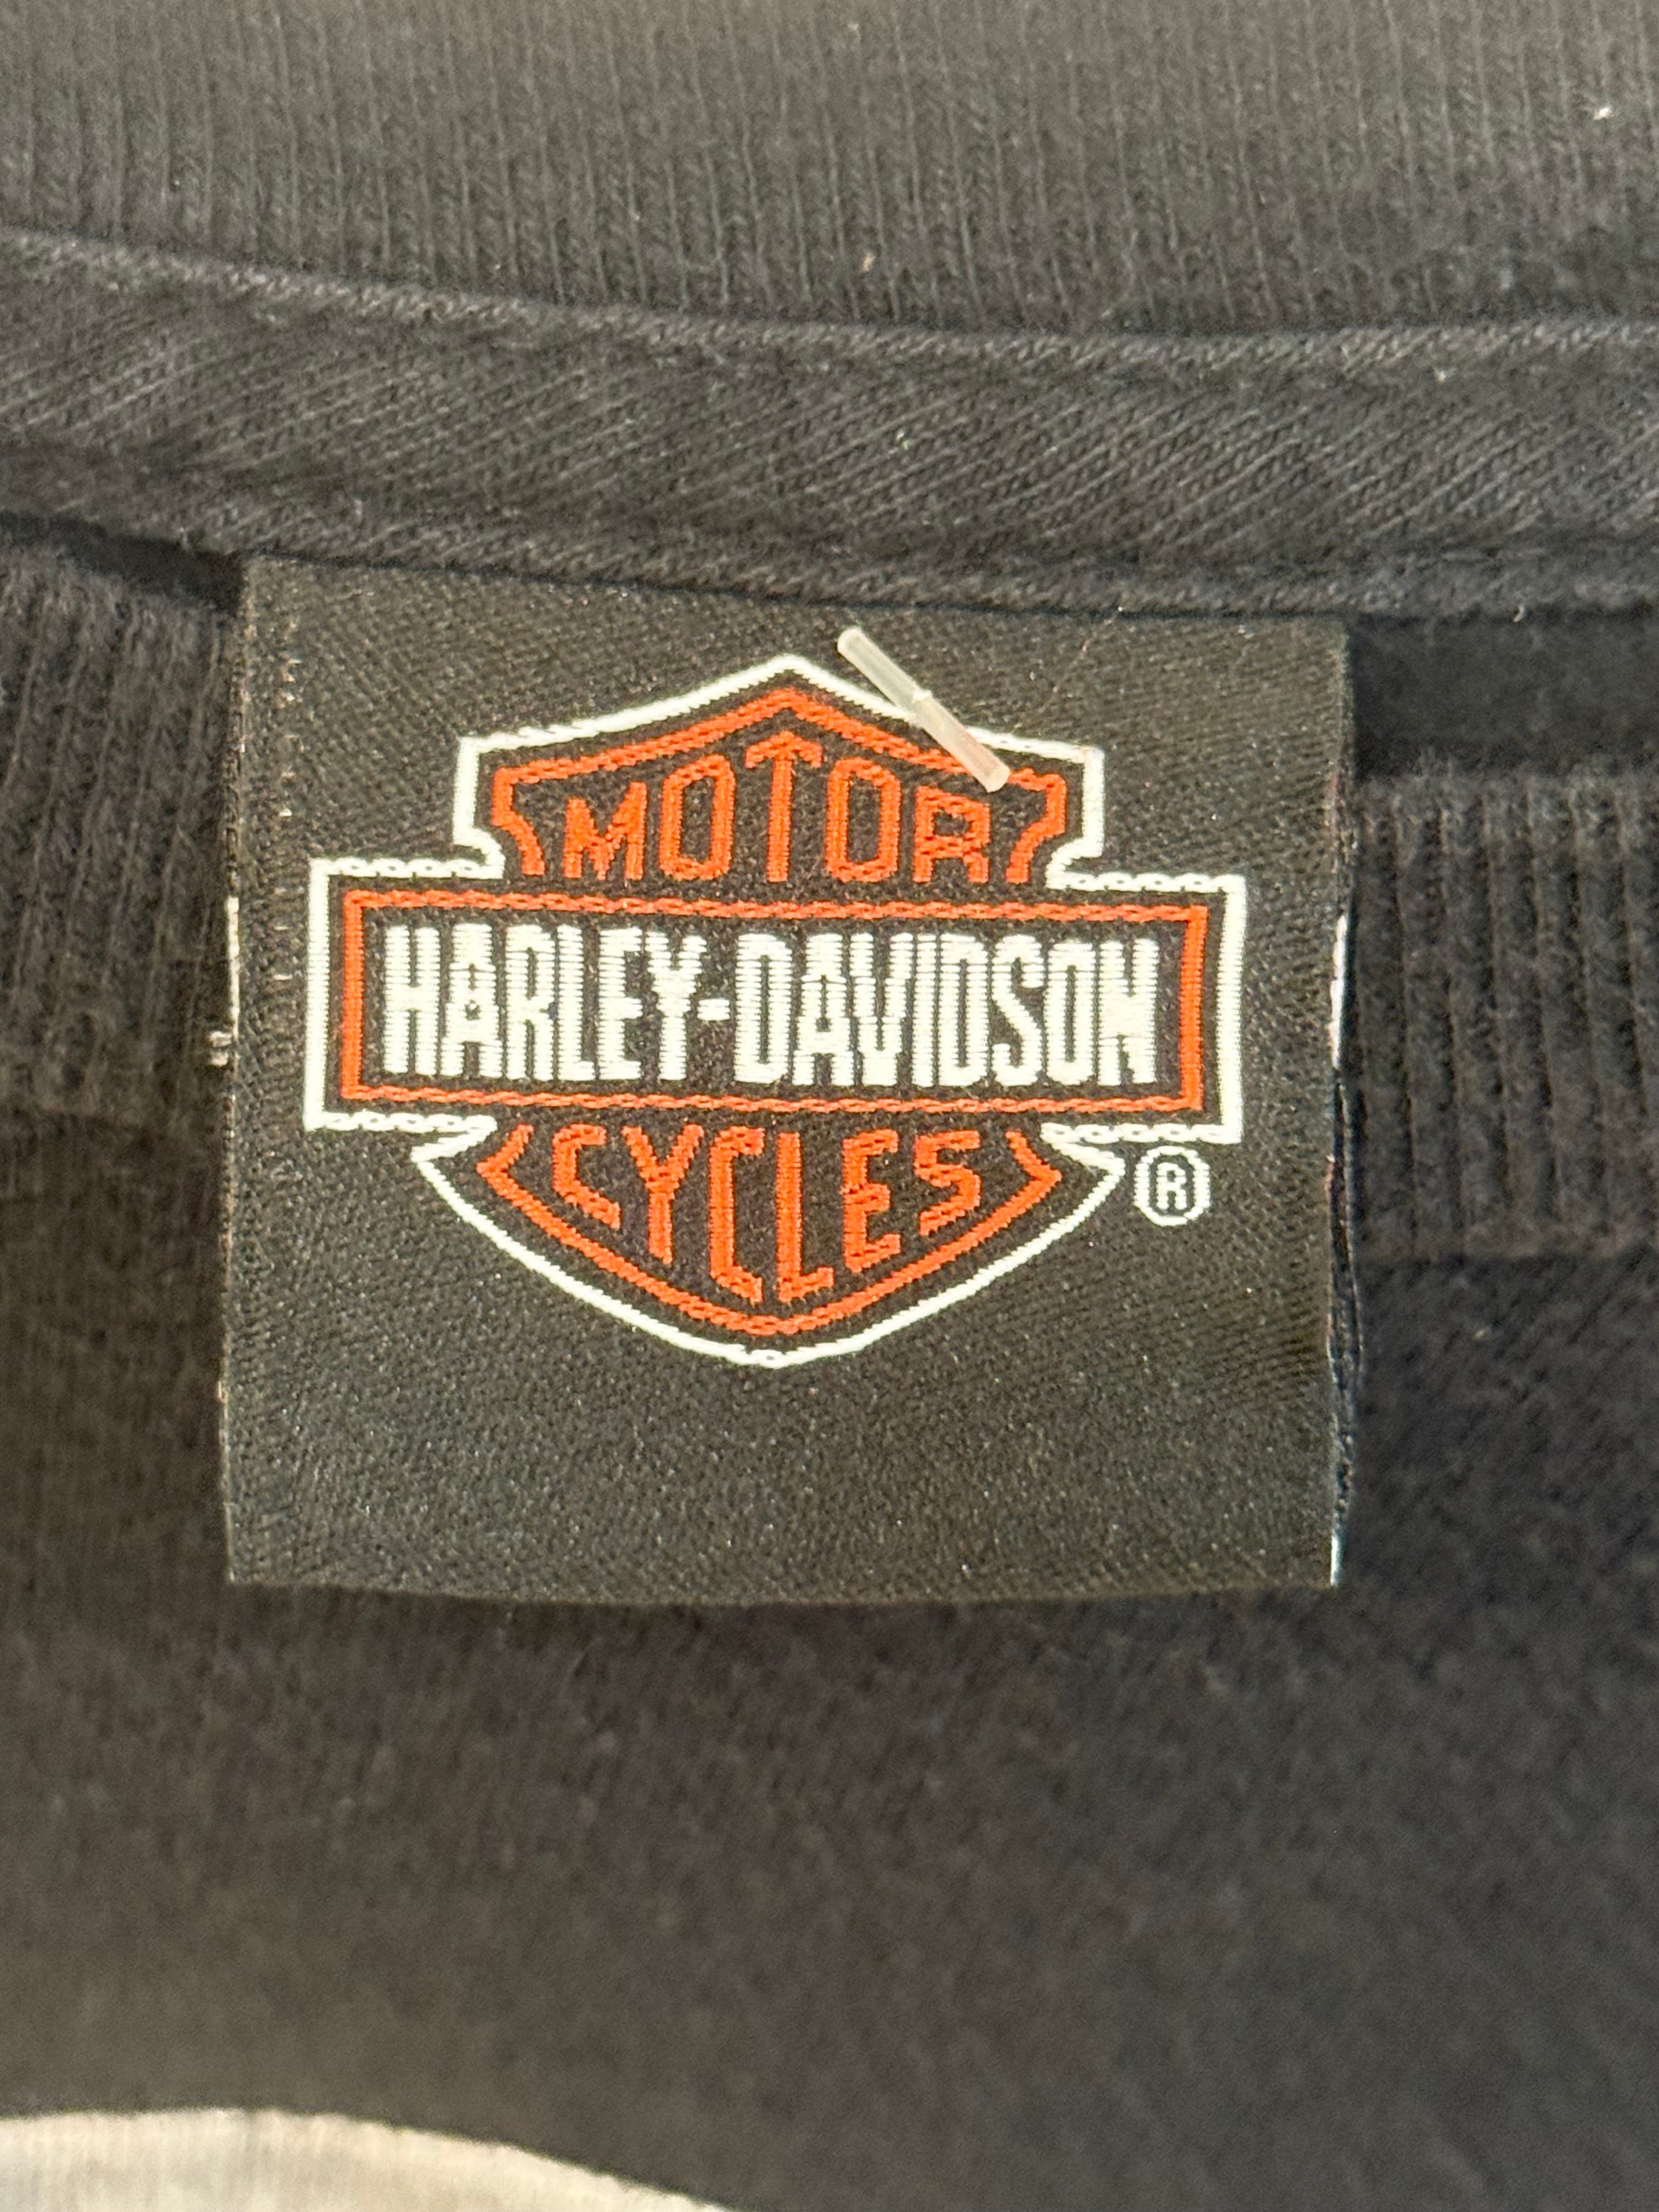 MOTOR
HARLEY-DAVIDSON
CYCLES
®